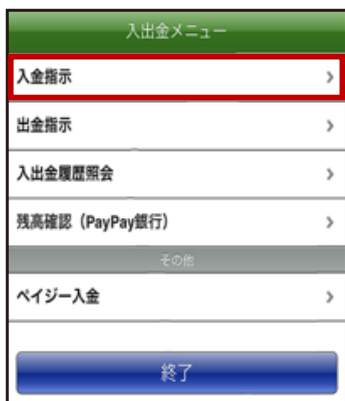 入出金メニュー
入金指示
出金指示
入出金履歴照会
残高確認（PayPay銀行）
その他
ペイジー入金
終了